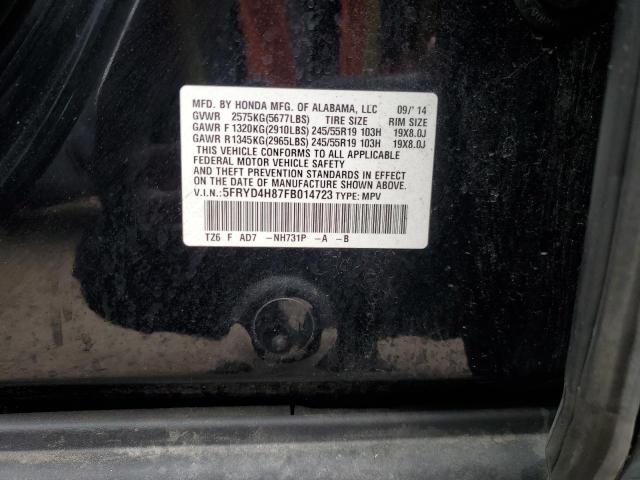 MFD. BY HONDA MFG. OF ALABAMA, LLC 09/'14
GVWR 2575KG(5677LBS) TIRE SIZE RIM SIZE
GAWR F 1320KG(2910LBS) 245/55R19 103H 19X8.0J
GAWR R1345KG(2965LBS) 245/55R19 103H 19X8.0J
THIS VEHICLE CONFORMS TO ALL APPLICABLE
FEDERAL MOTOR VEHICLE SAFETY
AND THEFT PREVENTION STANDARDS IN EFFECT
ON THE DATE OF MANUFACTURE SHOWN ABOVE.
V.I.N.:5FRYD4H87FB014723 TYPE: MPV
TZ6 F AD7 -NH731P -A -B